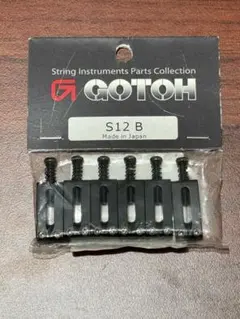 String Instruments Parts Collection
GOTOH
S12 B
Made in Japan